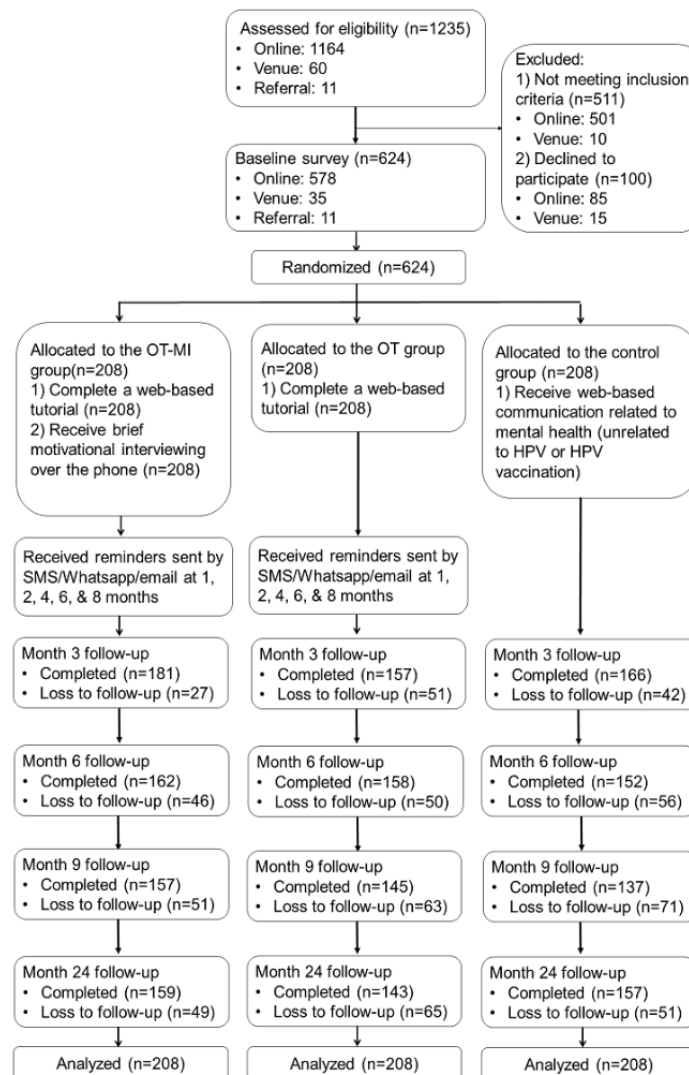 Assessed for eligibility (n=1235)
• Online: 1164
• Venue: 60
• Referral: 11
Excluded:
1) Not meeting inclusion
criteria (n=511)
• Online: 501
• Venue: 10
2) Declined to
participate (n=100)
• Online: 85
• Venue: 15
Baseline survey (n=624)
• Online: 578
• Venue: 35
• Referral: 11
Randomized (n=624)
Allocated to the OT-MI
group(n=208)
1) Complete a web-based
tutorial (n=208)
2) Receive brief
motivational interviewing
over the phone (n=208)
Allocated to the OT group
(n=208)
1) Complete a web-based
tutorial (n=208)
Allocated to the control
group (n=208)
1) Receive web-based
communication related to
mental health (unrelated
to HPV or HPV
vaccination)
Received reminders sent by
SMS/Whatsapp/email at 1,
2, 4, 6, & 8 months
Received reminders sent by
SMS/Whatsapp/email at 1,
2, 4, 6, & 8 months
Month 3 follow-up
• Completed (n=181)
• Loss to follow-up (n=27)
Month 3 follow-up
• Completed (n=157)
• Loss to follow-up (n=51)
Month 3 follow-up
• Completed (n=166)
• Loss to follow-up (n=42)
Month 6 follow-up
• Completed (n=162)
• Loss to follow-up (n=46)
Month 6 follow-up
• Completed (n=158)
• Loss to follow-up (n=50)
Month 6 follow-up
• Completed (n=152)
• Loss to follow-up (n=56)
Month 9 follow-up
• Completed (n=157)
• Loss to follow-up (n=51)
Month 9 follow-up
• Completed (n=145)
• Loss to follow-up (n=63)
Month 9 follow-up
• Completed (n=137)
• Loss to follow-up (n=71)
Month 24 follow-up
• Completed (n=159)
• Loss to follow-up (n=49)
Month 24 follow-up
• Completed (n=143)
• Loss to follow-up (n=65)
Month 24 follow-up
• Completed (n=157)
• Loss to follow-up (n=51)
Analyzed (n=208)
Analyzed (n=208)
Analyzed (n=208)